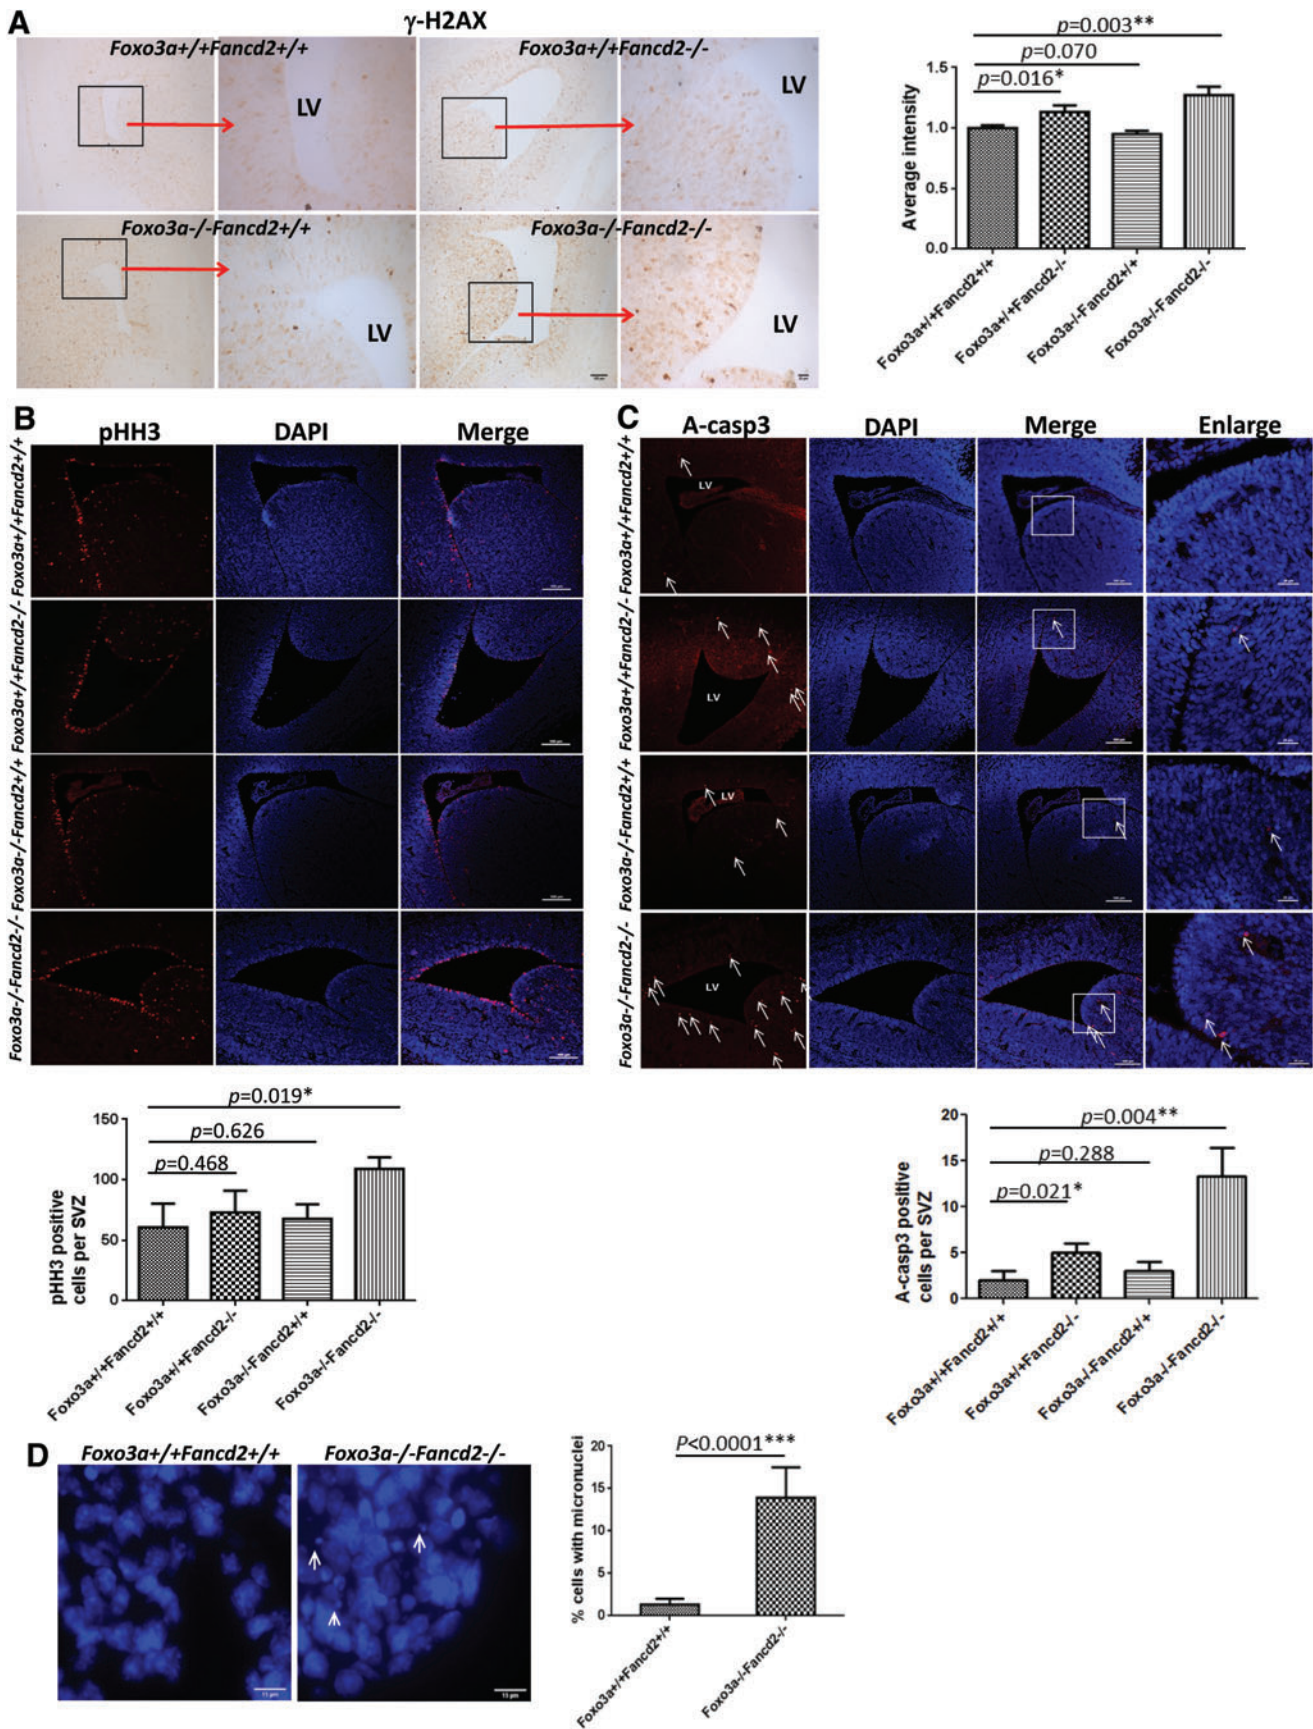 A
γ-H2AX
Foxo3a+/+Fancd2+/+
Foxo3a+/+Fancd2-/-
LV
LV
Foxo3a-/-Fancd2+/+
Foxo3a-/-Fancd2-/-
LV
LV
p=0.003**
p=0.070
p=0.016*
1.5
1.0
0.5
0.0
Average intensity
Foxo3a+/+Fancd2+/+
Foxo3a+/+Fancd2-/-
Foxo3a-/-Fancd2+/+
Foxo3a-/-Fancd2-/-
B
pHH3 DAPI Merge
Foxo3a+/+Fancd2+/+
Foxo3a+/+Fancd2-/-
Foxo3a-/-Fancd2+/+
Foxo3a-/-Fancd2-/-
p=0.019*
p=0.626
p=0.468
150
100
50
0
pHH3 positive
cells per SVZ
Foxo3a+/+Fancd2+/+
Foxo3a+/+Fancd2-/-
Foxo3a-/-Fancd2+/+
Foxo3a-/-Fancd2-/-
C
A-casp3 DAPI Merge Enlarge
Foxo3a+/+Fancd2+/+
LV
Foxo3a+/+Fancd2-/-
LV
Foxo3a-/-Fancd2+/+
LV
Foxo3a-/-Fancd2-/-
LV
p=0.004**
p=0.288
p=0.021*
20
15
10
5
0
A-casp3 positive
cells per SVZ
Foxo3a+/+Fancd2+/+
Foxo3a+/+Fancd2-/-
Foxo3a-/-Fancd2+/+
Foxo3a-/-Fancd2-/-
D
Foxo3a+/+Fancd2+/+
Foxo3a-/-Fancd2-/-
P<0.0001***
20
15
10
5
0
% cells with micronuclei
Foxo3a+/+Fancd2+/+
Foxo3a-/-Fancd2-/-